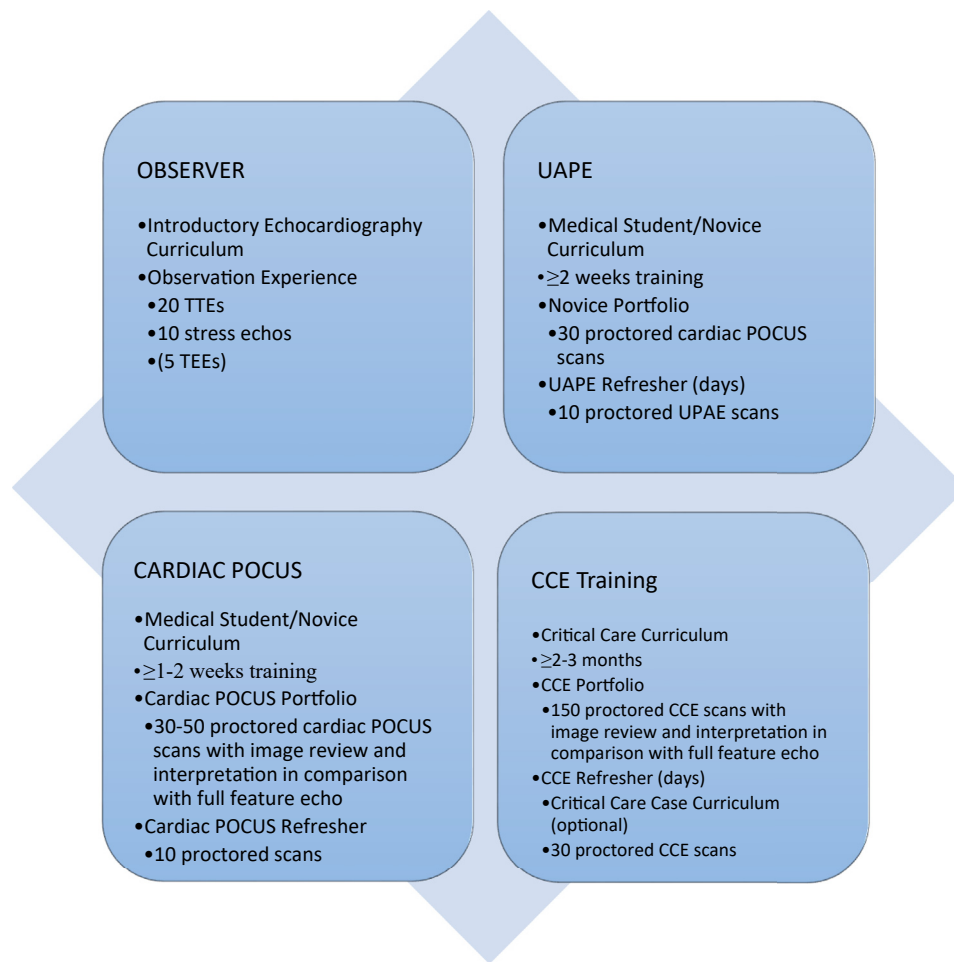 OBSERVER
•Introductory Echocardiography
Curriculum
•Observation Experience
•20 TTEs
•10 stress echos
•(5 TEEs)
UAPE
•Medical Student/Novice
Curriculum
•≥2 weeks training
•Novice Portfolio
•30 proctored cardiac POCUS
scans
•UAPE Refresher (days)
•10 proctored UPAE scans
CARDIAC POCUS
•Medical Student/Novice
Curriculum
•≥1-2 weeks training
•Cardiac POCUS Portfolio
•30-50 proctored cardiac POCUS
scans with image review and
interpretation in comparison
with full feature echo
•Cardiac POCUS Refresher
•10 proctored scans
CCE Training
•Critical Care Curriculum
•≥2-3 months
•CCE Portfolio
•150 proctored CCE scans with
image review and interpretation in
comparison with full feature echo
•CCE Refresher (days)
•Critical Care Case Curriculum
(optional)
•30 proctored CCE scans